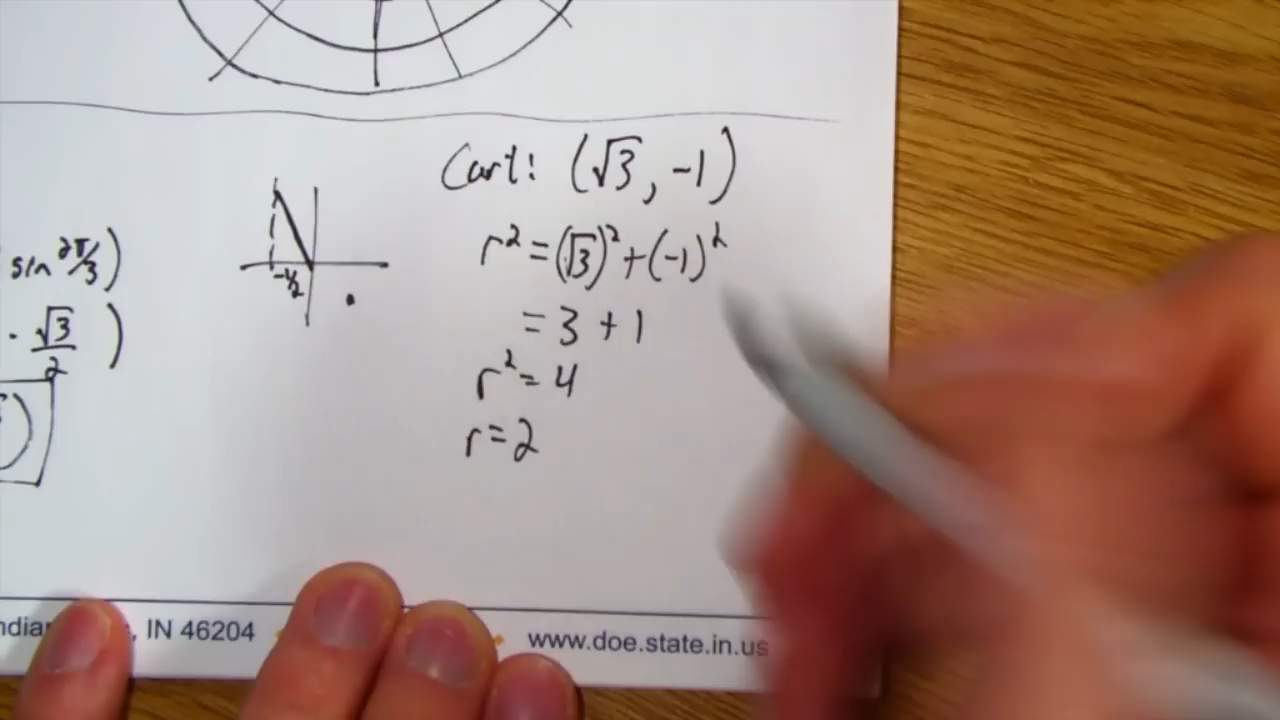 Cart: (√3, -1)
r² = (√3)² + (-1)²
= 3 + 1
r² = 4
r = 2
sin 2π/3)
· √3/2 )
-1/2
)
, IN 46204
www.doe.state.in.us